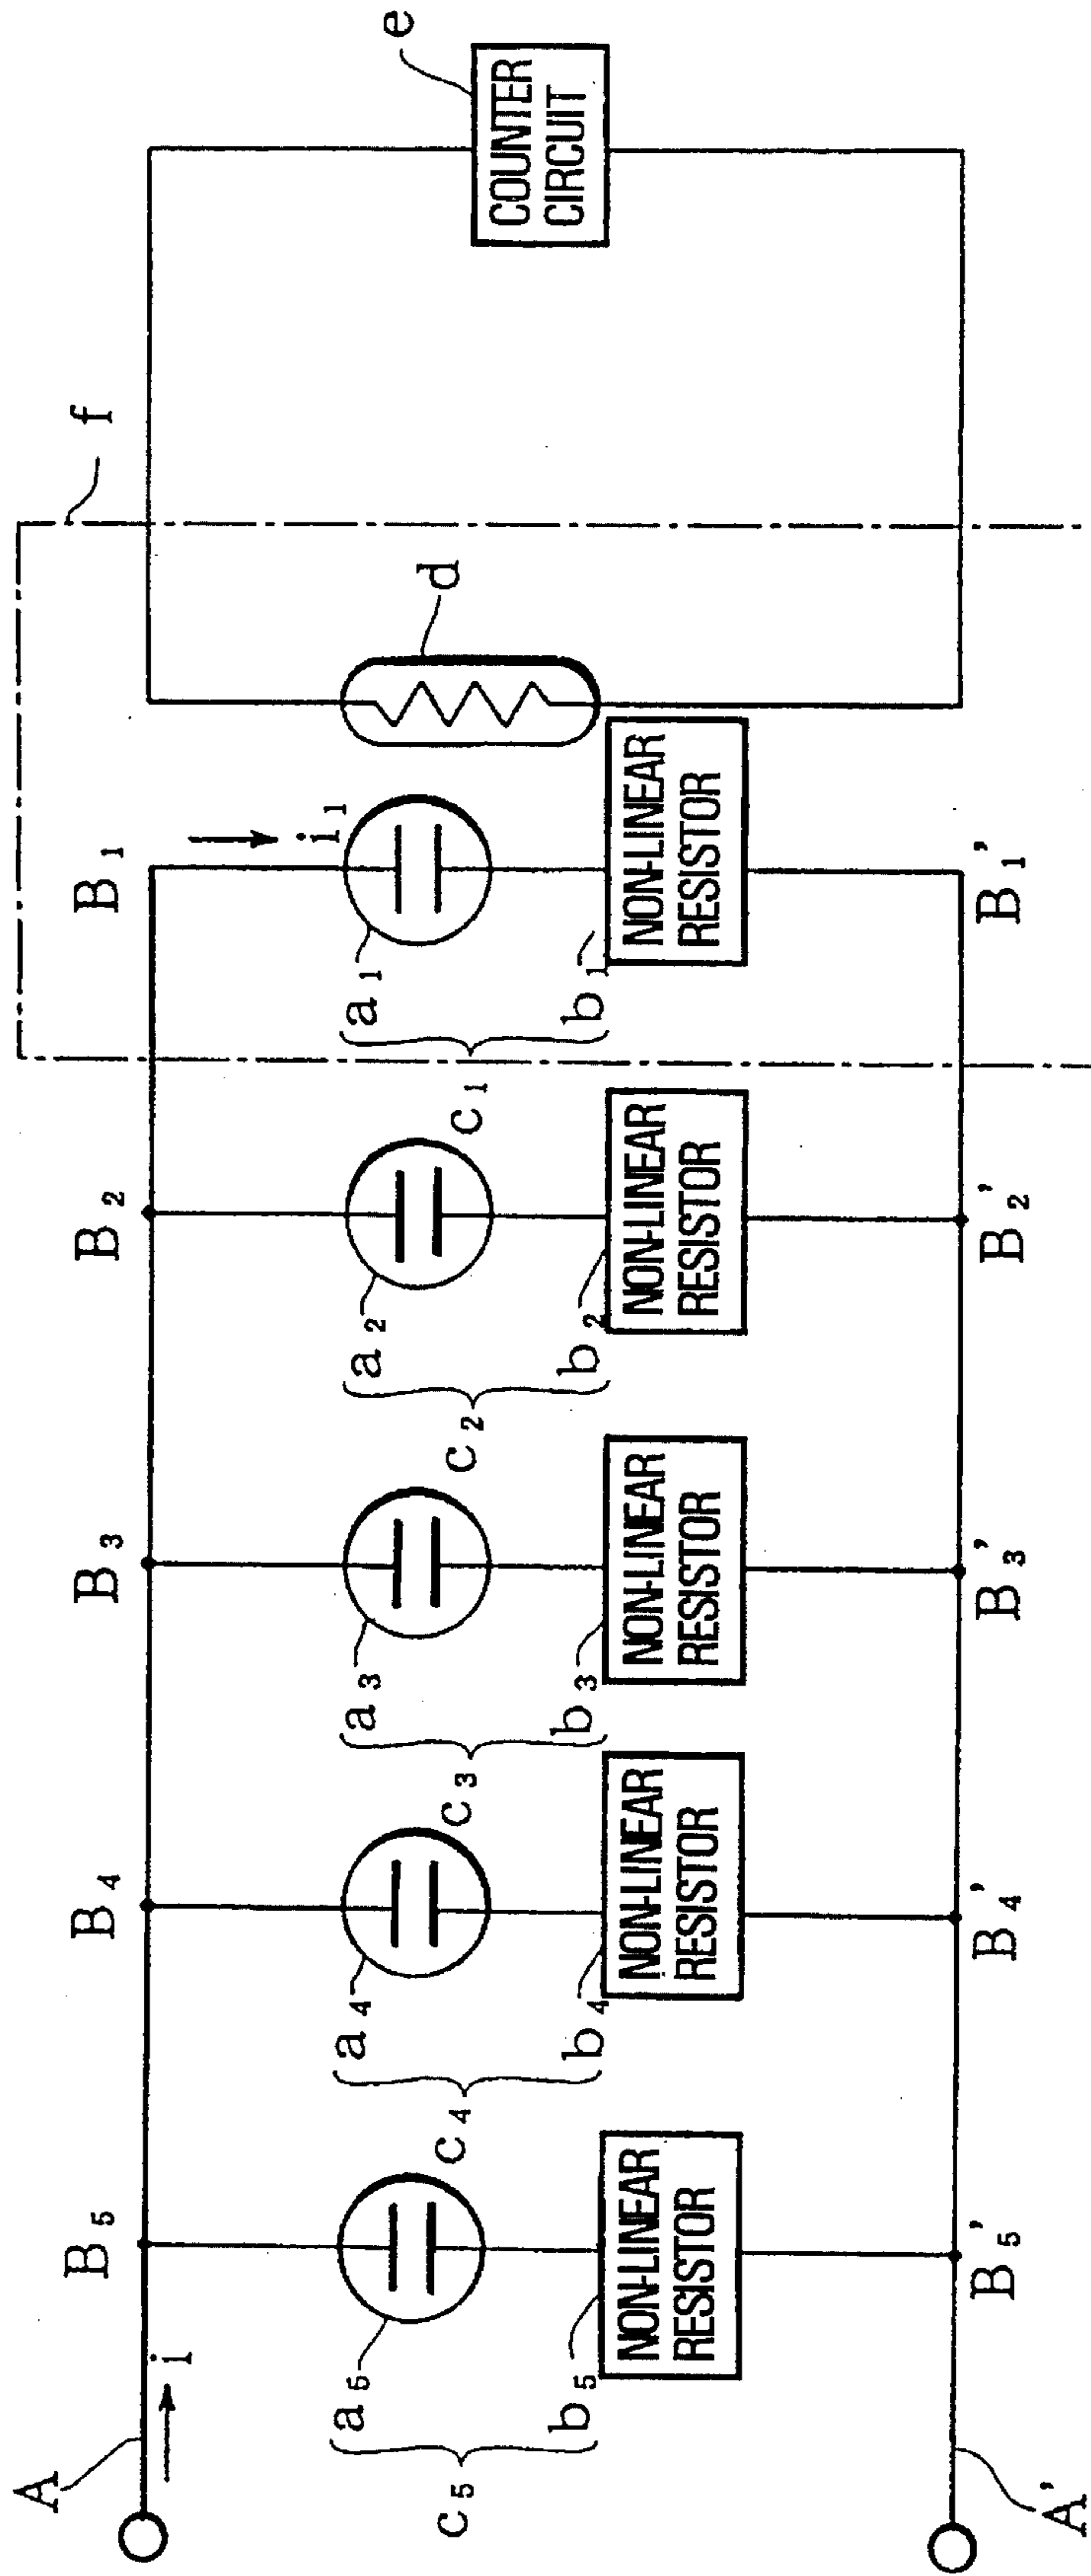 A
i
B₅
B₄
B₃
B₂
B₁
i₁
f
e
d
COUNTER
CIRCUIT
a₅
b₅
c₅
a₄
b₄
c₄
a₃
b₃
c₃
a₂
b₂
c₂
a₁
b₁
c₁
NON-LINEAR
RESISTOR
NON-LINEAR
RESISTOR
NON-LINEAR
RESISTOR
NON-LINEAR
RESISTOR
NON-LINEAR
RESISTOR
A'
B₅'
B₄'
B₃'
B₂'
B₁'